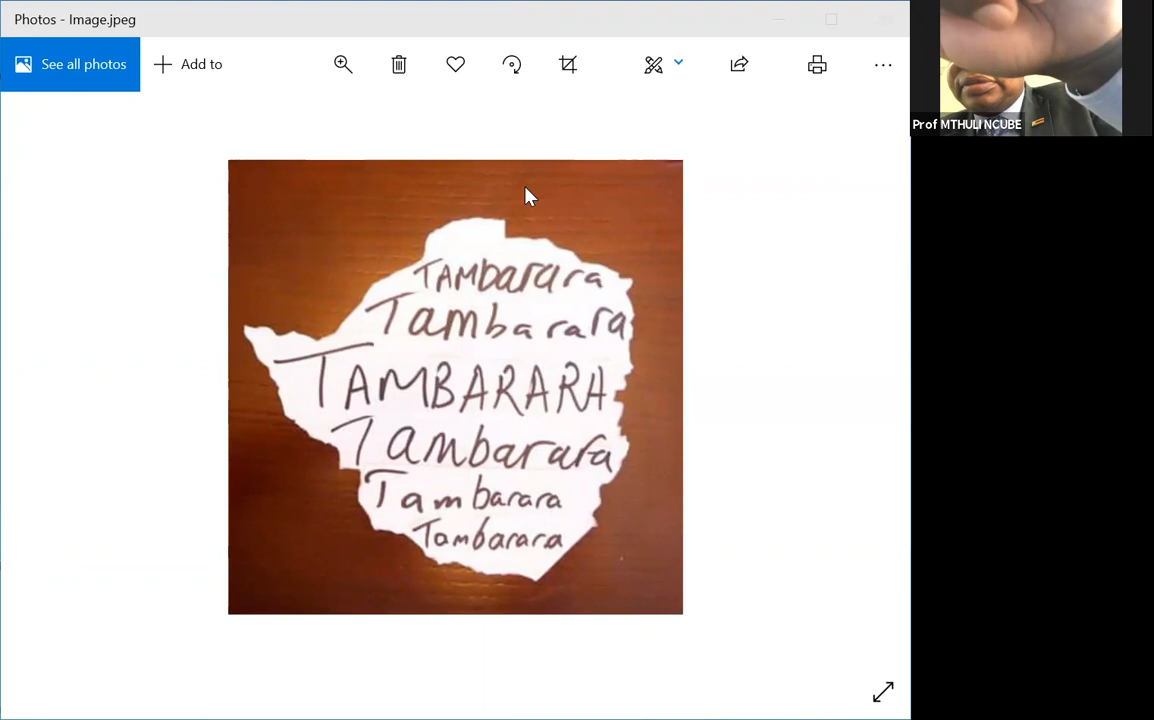 Photos - Image.jpeg
See all photos
Add to
Prof MTHULI NCUBE
TAMbarara
Tambarara
TAMBARARA
Tambarara
Tambarara
Tambarara